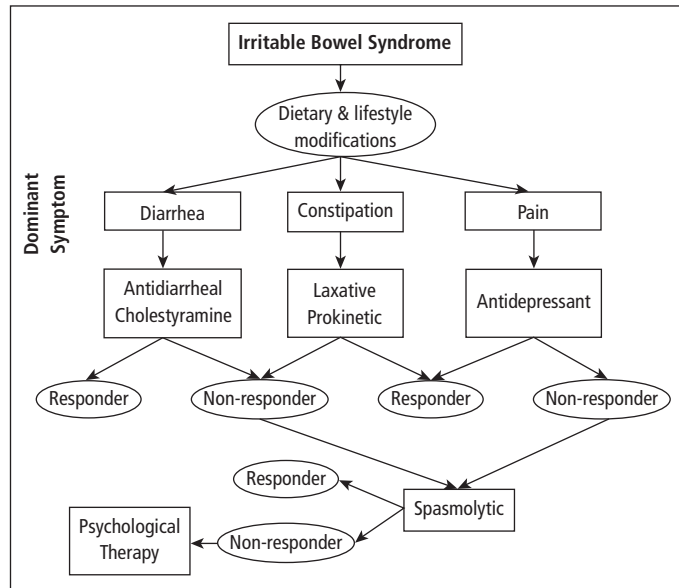 Irritable Bowel Syndrome
Dietary & lifestyle
modifications
Dominant
Symptom
Diarrhea
Constipation
Pain
Antidiarrheal
Cholestyramine
Laxative
Prokinetic
Antidepressant
Responder
Non-responder
Responder
Non-responder
Responder
Spasmolytic
Psychological
Therapy
Non-responder